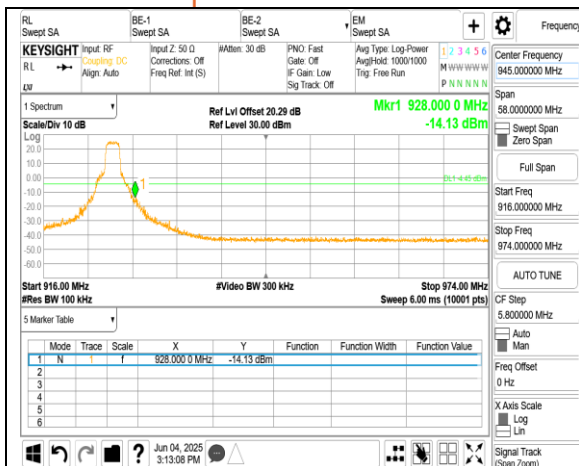 RL
Swept SA
BE-1
Swept SA
BE-2
Swept SA
EM
Swept SA
Frequency
KEYSIGHT
RL
LXI
Input: RF
Coupling: DC
Align: Auto
Input Z: 50 Ω
Corrections: Off
Freq Ref: Int (S)
#Atten: 30 dB
PNO: Fast
Gate: Off
IF Gain: Low
Sig Track: Off
Avg Type: Log-Power
Avg|Hold: 1000/1000
Trig: Free Run
1 2 3 4 5 6
M W W W W W
P N N N N N
1 Spectrum
Scale/Div 10 dB
Ref Lvl Offset 20.29 dB
Ref Level 30.00 dBm
Mkr1 928.000 0 MHz
-14.13 dBm
Log
20.0
10.0
0.00
-10.0
-20.0
-30.0
-40.0
-50.0
-60.0
1
Start 916.00 MHz
#Res BW 100 kHz
#Video BW 300 kHz
Stop 974.00 MHz
Sweep 6.00 ms (10001 pts)
5 Marker Table
Mode Trace Scale X Y Function Function Width Function Value
1 N 1 f 928.000 0 MHz -14.13 dBm
2
3
4
5
6
Jun 04, 2025
3:13:08 PM
Center Frequency
945.000000 MHz
Span
58.0000000 MHz
Swept Span
Zero Span
Full Span
Start Freq
916.000000 MHz
Stop Freq
974.000000 MHz
AUTO TUNE
CF Step
5.800000 MHz
Auto
Man
Freq Offset
0 Hz
X Axis Scale
Log
Lin
Signal Track
(Span Zoom)